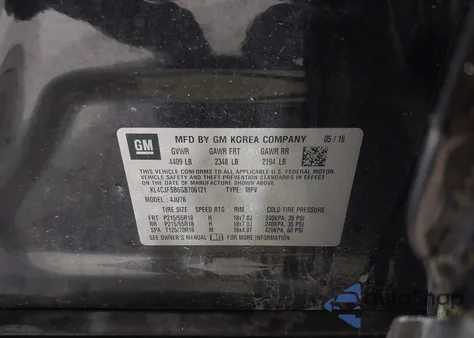 GM
MFD BY GM KOREA COMPANY 05 / 16
GVWR GAWR FRT GAWR RR
4409 LB 2348 LB 2194 LB
THIS VEHICLE CONFORMS TO ALL APPLICABLE U.S. FEDERAL MOTOR
VEHICLE SAFETY AND THEFT PREVENTION STANDARDS IN EFFECT ON
THE DATE OF MANUFACTURE SHOWN ABOVE.
KL4CJFSB6GB706121 TYPE: MPV
MODEL: 4JU76
TIRE SIZE SPEED RTG RIM COLD TIRE PRESSURE
FRT P215/55R18 H 18x7.0J 240kPA, 35 PSI
RR P215/55R18 H 18x7.0J 240kPA, 35 PSI
SPA T125/70R16 M 16x4.0T 420kPA, 60 PSI
SEE OWNER'S MANUAL FOR MORE INFORMATION
AutoSnap